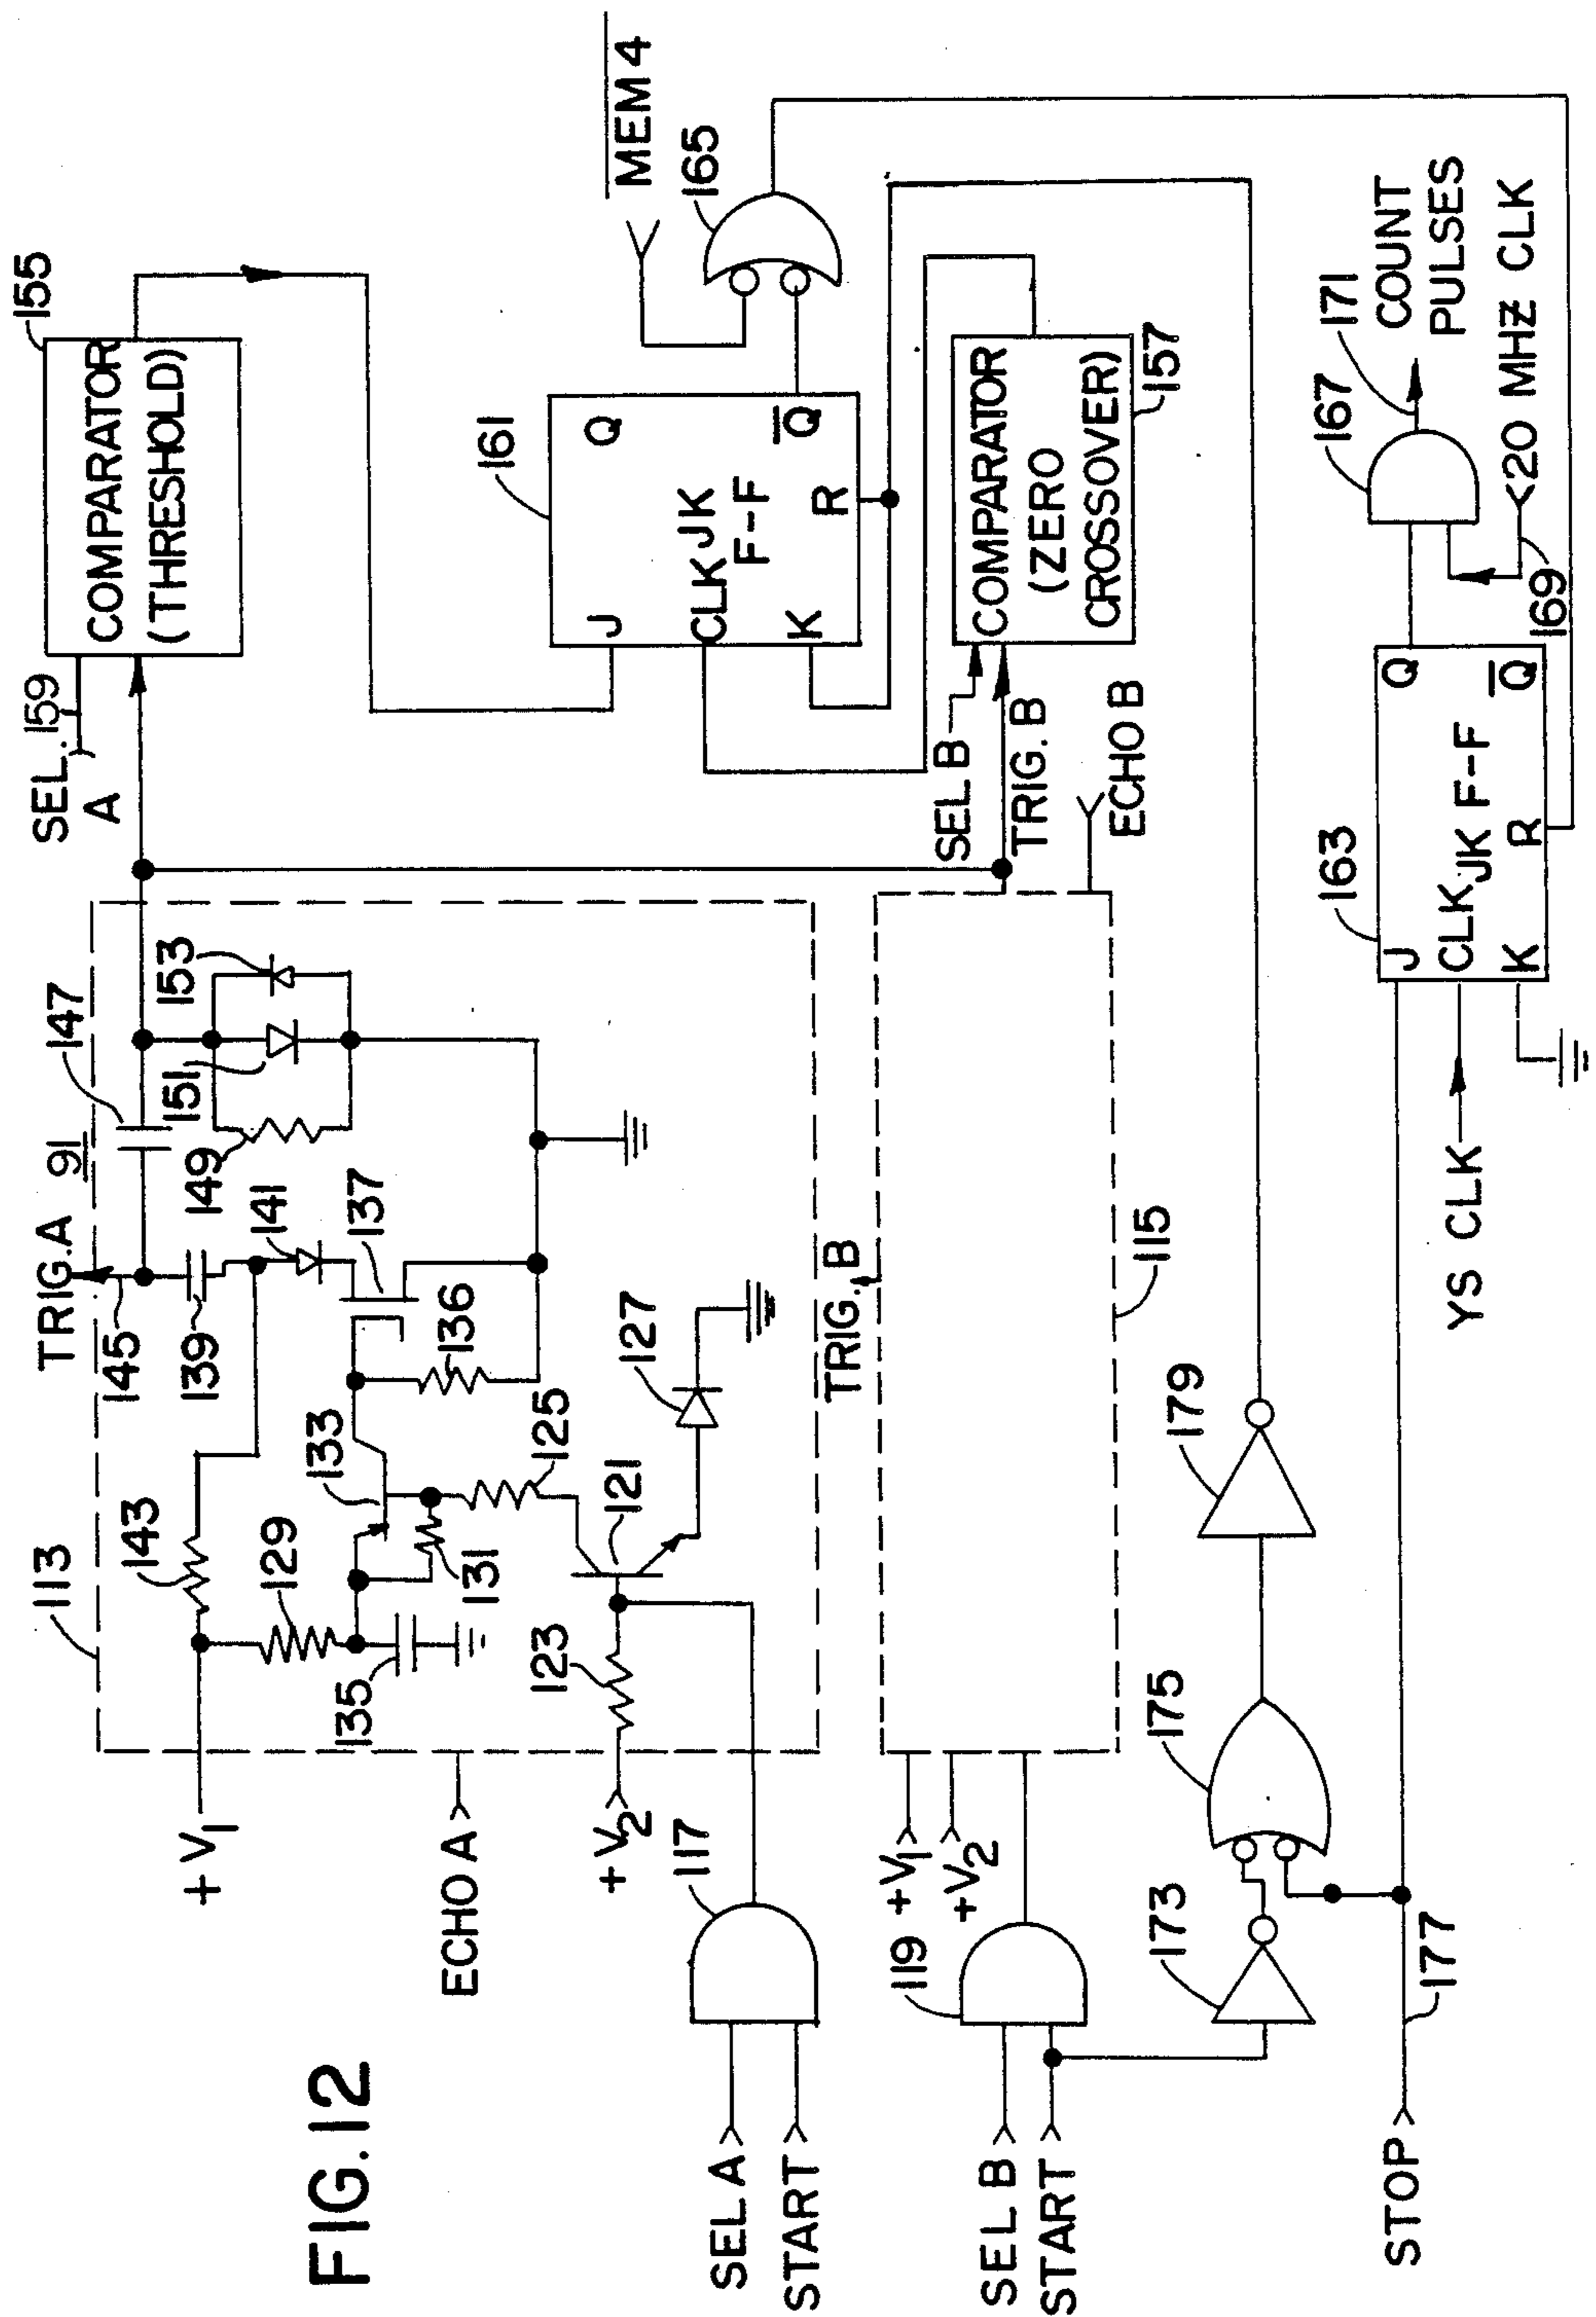 FIG.12
TRIG.A 91
145
147
113
143
139
141
149
151
153
137
136
133
129
131
125
135
121
123
127
+V1
ECHO A
+V2
117
SEL A
START
SEL. 159
A
155
COMPARATOR
(THRESHOLD)
161
J
Q
CLK JK
F-F
K
R
Q
MEM 4
165
SEL B
TRIG. B
COMPARATOR
(ZERO
CROSSOVER)
157
ECHO B
TRIG. B
115
+V1
+V2
119
SEL B
START
173
175
179
163
J
Q
CLK JK F-F
K
R
Q
YS CLK
167
171
COUNT
PULSES
169
20 MHZ CLK
STOP
177